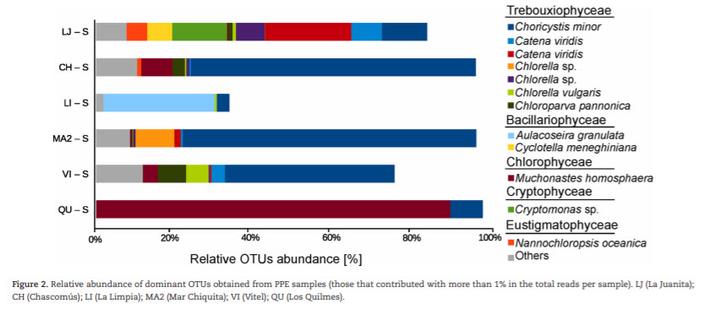 LJ – S
CH – S
LI – S
MA2 – S
VI – S
QU – S
0%
20%
40%
60%
80%
100%
Relative OTUs abundance [%]
Trebouxiophyceae
Choricystis minor
Catena viridis
Catena viridis
Chlorella sp.
Chlorella sp.
Chlorella vulgaris
Chloroparva pannonica
Bacillariophyceae
Aulacoseira granulata
Cyclotella meneghiniana
Chlorophyceae
Muchonastes homosphaera
Cryptophyceae
Cryptomonas sp.
Eustigmatophyceae
Nannochloropsis oceanica
Others
Figure 2. Relative abundance of dominant OTUs obtained from PPE samples (those that contributed with more than 1% in the total reads per sample). LJ (La Juanita);
CH (Chascomús); LI (La Limpia); MA2 (Mar Chiquita); VI (Vitel); QU (Los Quilmes).